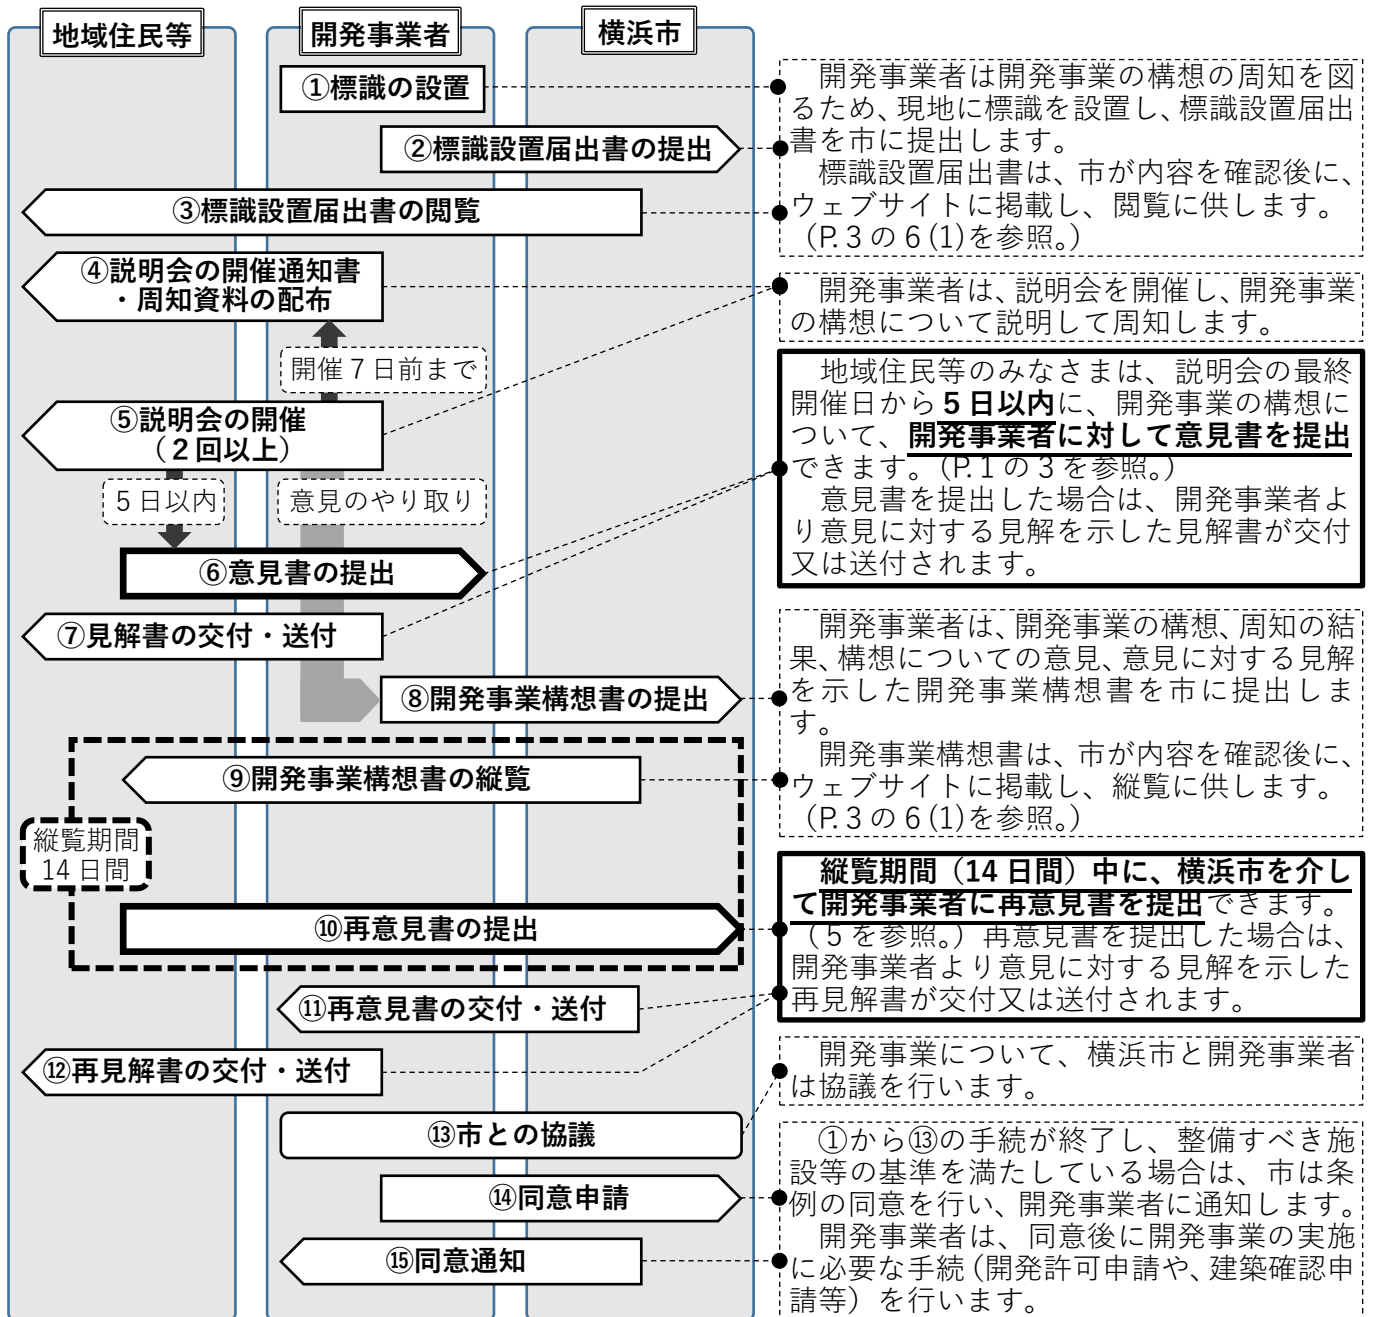 地域住民等
開発事業者
横浜市
①標識の設置
②標識設置届出書の提出
③標識設置届出書の閲覧
④説明会の開催通知書
・周知資料の配布
開催7日前まで
⑤説明会の開催
(2回以上)
5日以内
意見のやり取り
⑥意見書の提出
⑦見解書の交付・送付
⑧開発事業構想書の提出
⑨開発事業構想書の縦覧
縦覧期間
14日間
⑩再意見書の提出
⑪再意見書の交付・送付
⑫再見解書の交付・送付
⑬市との協議
⑭同意申請
⑮同意通知
開発事業者は開発事業の構想の周知を図
るため、現地に標識を設置し、標識設置届出
書を市に提出します。
標識設置届出書は、市が内容を確認後に、
ウェブサイトに掲載し、閲覧に供します。
(P.3の6(1)を参照。)
開発事業者は、説明会を開催し、開発事業
の構想について説明して周知します。
地域住民等のみなさまは、説明会の最終
開催日から5日以内に、開発事業の構想に
ついて、開発事業者に対して意見書を提出
できます。(P.1の3を参照。)
意見書を提出した場合は、開発事業者よ
り意見に対する見解を示した見解書が交付
又は送付されます。
開発事業者は、開発事業の構想、周知の結
果、構想についての意見、意見に対する見解
を示した開発事業構想書を市に提出しま
す。
開発事業構想書は、市が内容を確認後に、
ウェブサイトに掲載し、縦覧に供します。
(P.3の6(1)を参照。)
縦覧期間(14日間)中に、横浜市を介し
て開発事業者に再意見書を提出できます。
(5を参照。)再意見書を提出した場合は、
開発事業者より意見に対する見解を示した
再見解書が交付又は送付されます。
開発事業について、横浜市と開発事業者
は協議を行います。
①から⑬の手続が終了し、整備すべき施
設等の基準を満たしている場合は、市は条
例の同意を行い、開発事業者に通知します。
開発事業者は、同意後に開発事業の実施
に必要な手続(開発許可申請や、建築確認申
請等)を行います。